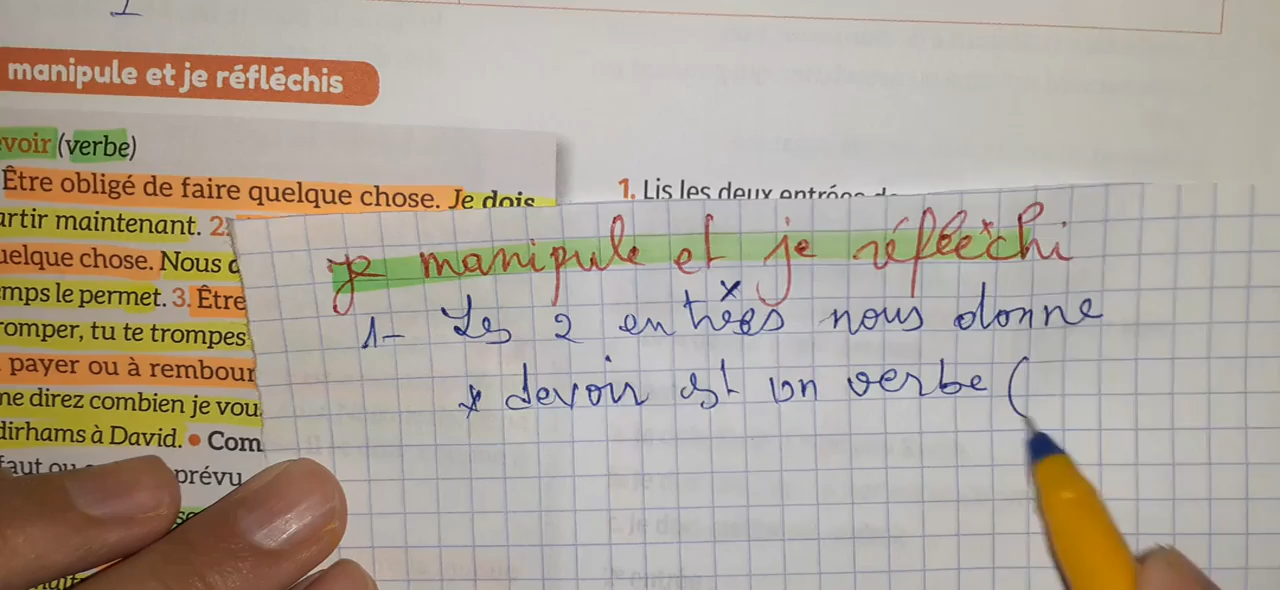 manipule et je réfléchis
voir (verbe)
Être obligé de faire quelque chose. Je dois
artir maintenant. 2.
uelque chose. Nous
mps le permet. 3. Être
romper, tu te trompes
payer ou à rembour
ne direz combien je vou
dirhams à David. • Com
faut ou prévu
1. Lis les deux entrées
je manipule et je réfléchi
1- Les 2 entrées nous donne
* devoir est un verbe (